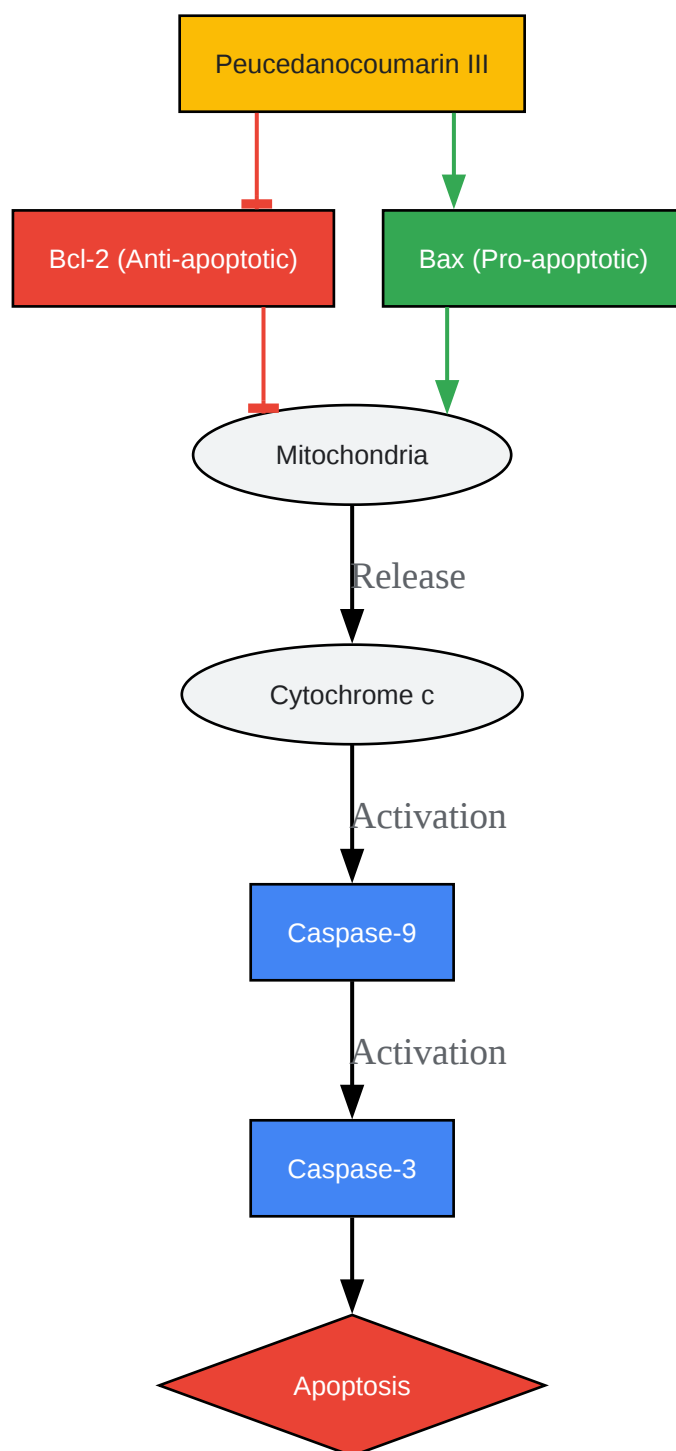 Peucedanocoumarin III
Bcl-2 (Anti-apoptotic)
Bax (Pro-apoptotic)
Mitochondria
Release
Cytochrome c
Activation
Caspase-9
Activation
Caspase-3
Apoptosis